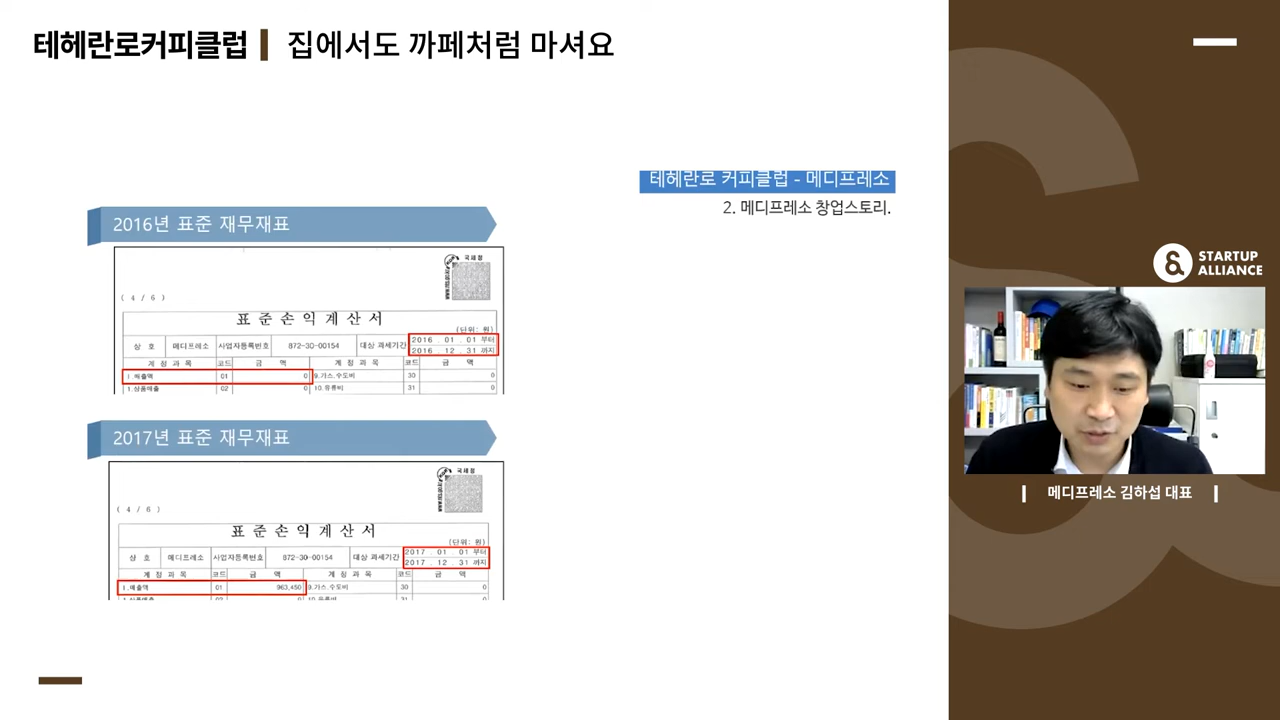 테헤란로커피클럽 집에서도 까페처럼 마셔요
테헤란로 커피클럽 - 메디프레소
2. 메디프레소 창업스토리.
2016년 표준 재무재표
국세청
( 4 / 6 )
표 준 손 익 계 산 서
(단위: 원)
상 호 메디프레소 사업자등록번호 872-30-00154 대상 과세기간 2016 . 01 . 01 부터
2016 . 12 . 31 까지
계 정 과 목 코드 금 액 계 정 과 목 코드 금 액
Ⅰ.매출액 01 0 9.가스.수도비 30 0
1.상품매출 02 0 10.유류비 31 0
2017년 표준 재무재표
국세청
( 4 / 6 )
표 준 손 익 계 산 서
(단위: 원)
상 호 메디프레소 사업자등록번호 872-30-00154 대상 과세기간 2017 . 01 . 01 부터
2017 . 12 . 31 까지
계 정 과 목 코드 금 액 계 정 과 목 코드 금 액
Ⅰ.매출액 01 963,450 9.가스.수도비 30 0
STARTUP
ALLIANCE
메디프레소 김하섭 대표